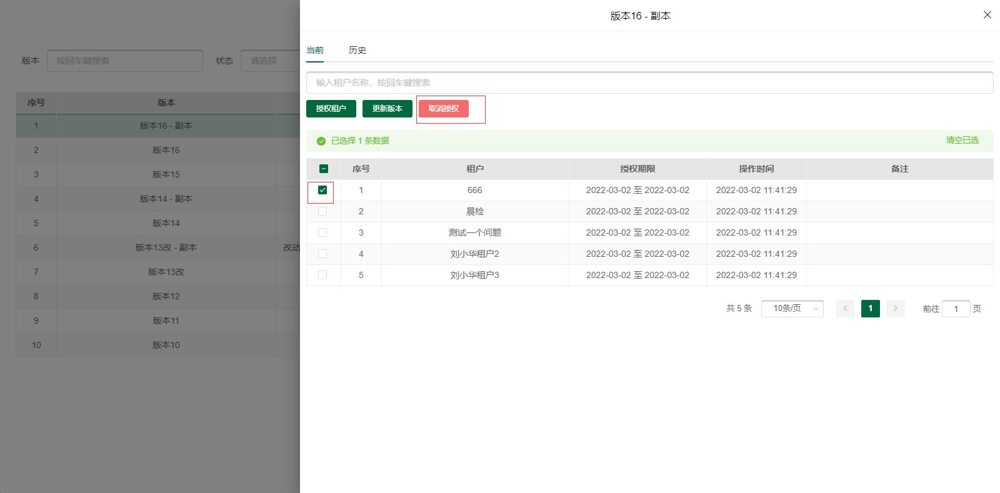 版本16 - 副本
版本 按回车键搜索 状态 请选择
序号 版本
1 版本16 - 副本
2 版本16
3 版本15
4 版本14 - 副本
5 版本14
6 版本13改 - 副本 改动
7 版本13改
8 版本12
9 版本11
10 版本10
当前 历史
输入租户名称，按回车键搜索
授权租户 更新版本 取消授权
已选择 1 条数据 清空已选
序号 租户 授权期限 操作时间 备注
1 666 2022-03-02 至 2022-03-02 2022-03-02 11:41:29
2 晨检 2022-03-02 至 2022-03-02 2022-03-02 11:41:29
3 测试一个问题 2022-03-02 至 2022-03-02 2022-03-02 11:41:29
4 刘小华租户2 2022-03-02 至 2022-03-02 2022-03-02 11:41:29
5 刘小华租户3 2022-03-02 至 2022-03-02 2022-03-02 11:41:29
共 5 条 10条/页 1 前往 1 页